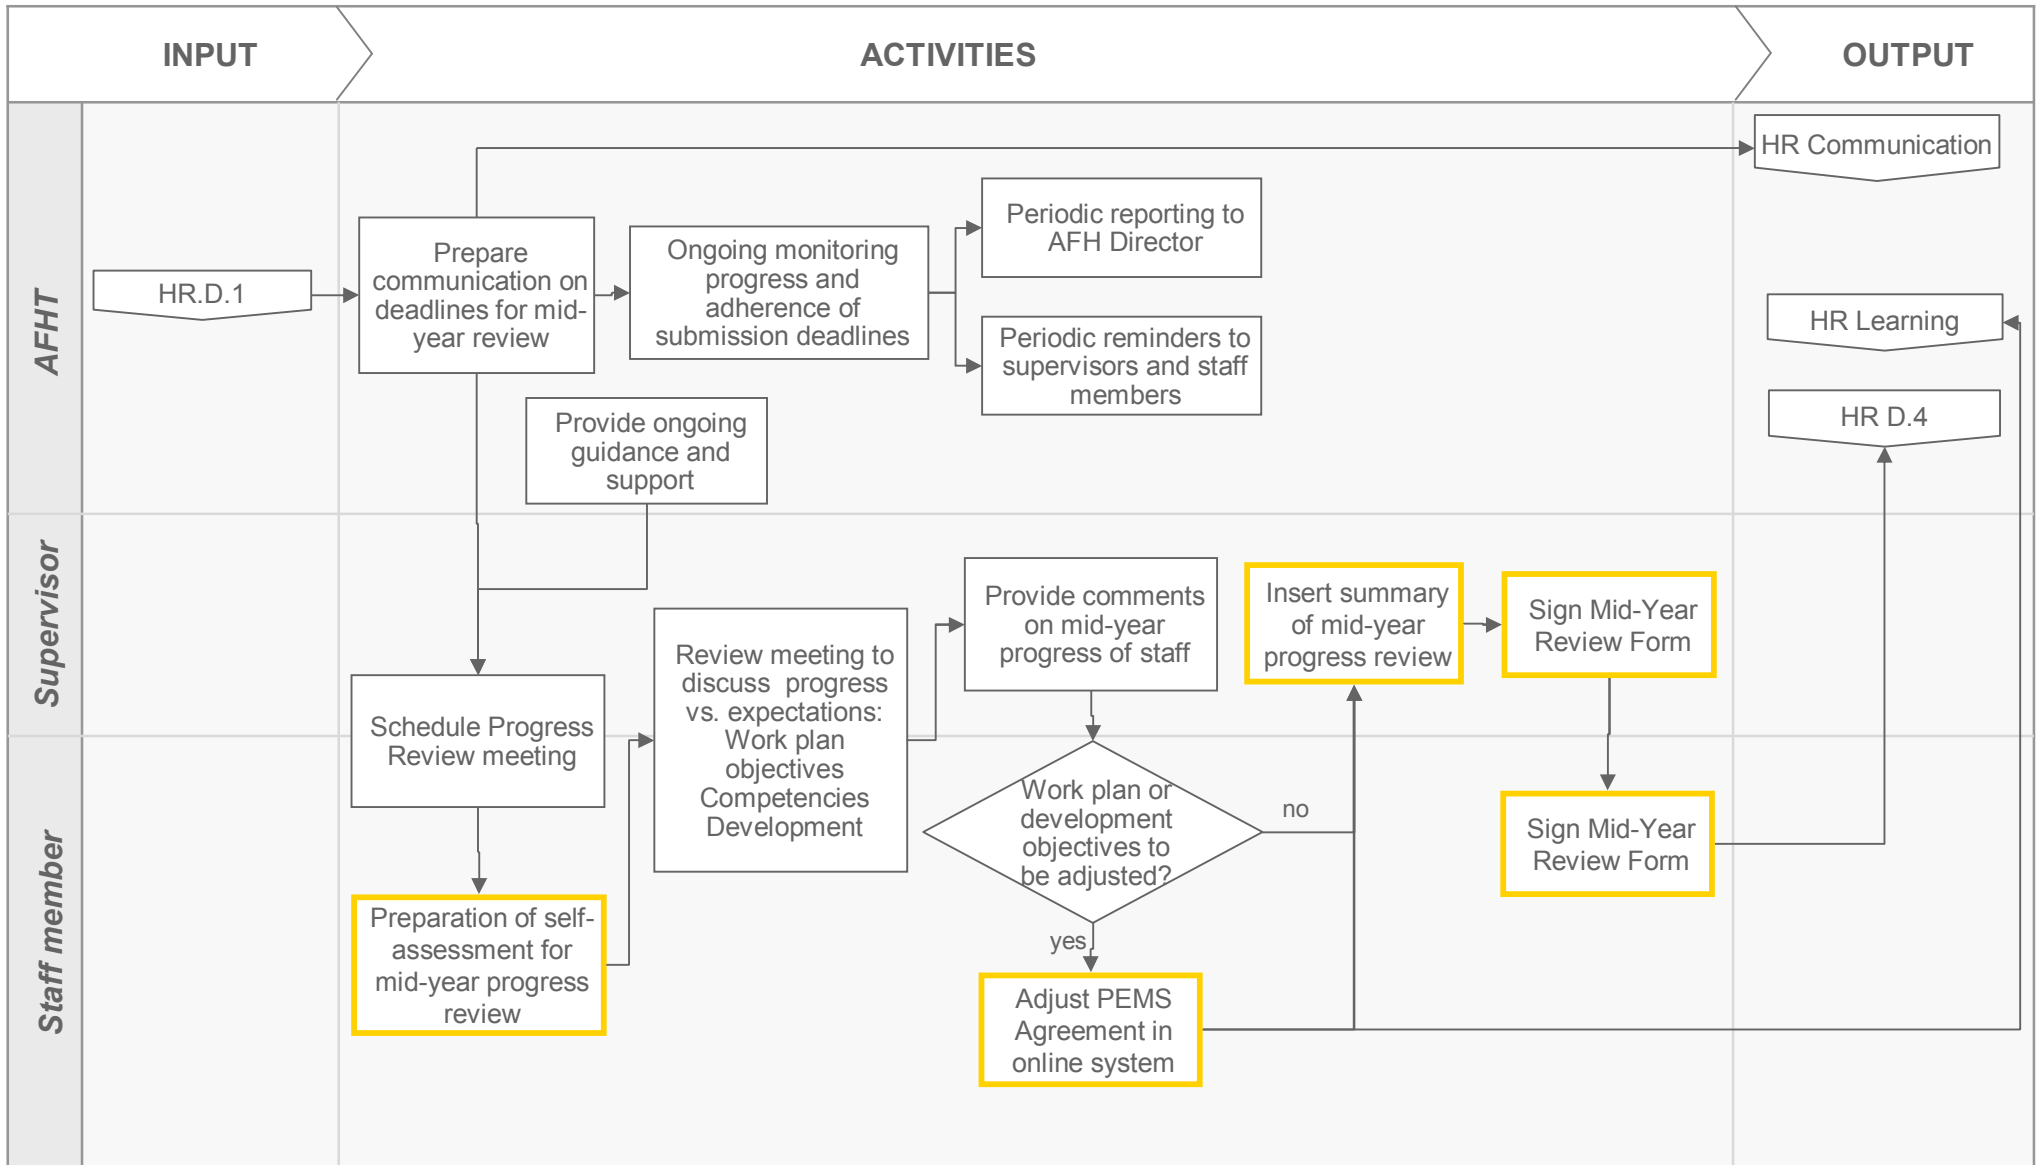 INPUT
ACTIVITIES
OUTPUT
AFHT
HR.D.1
Prepare
communication on
deadlines for mid-
year review
Ongoing monitoring
progress and
adherence of
submission deadlines
Periodic reporting to
AFH Director
Periodic reminders to
supervisors and staff
members
Provide ongoing
guidance and
support
HR Communication
HR Learning
HR D.4
Supervisor
Schedule Progress
Review meeting
Review meeting to
discuss progress
vs. expectations:
Work plan
objectives
Competencies
Development
Provide comments
on mid-year
progress of staff
Insert summary
of mid-year
progress review
Sign Mid-Year
Review Form
Staff member
Preparation of self-
assessment for
mid-year progress
review
Work plan or
development
objectives to
be adjusted?
no
yes
Adjust PEMS
Agreement in
online system
Sign Mid-Year
Review Form